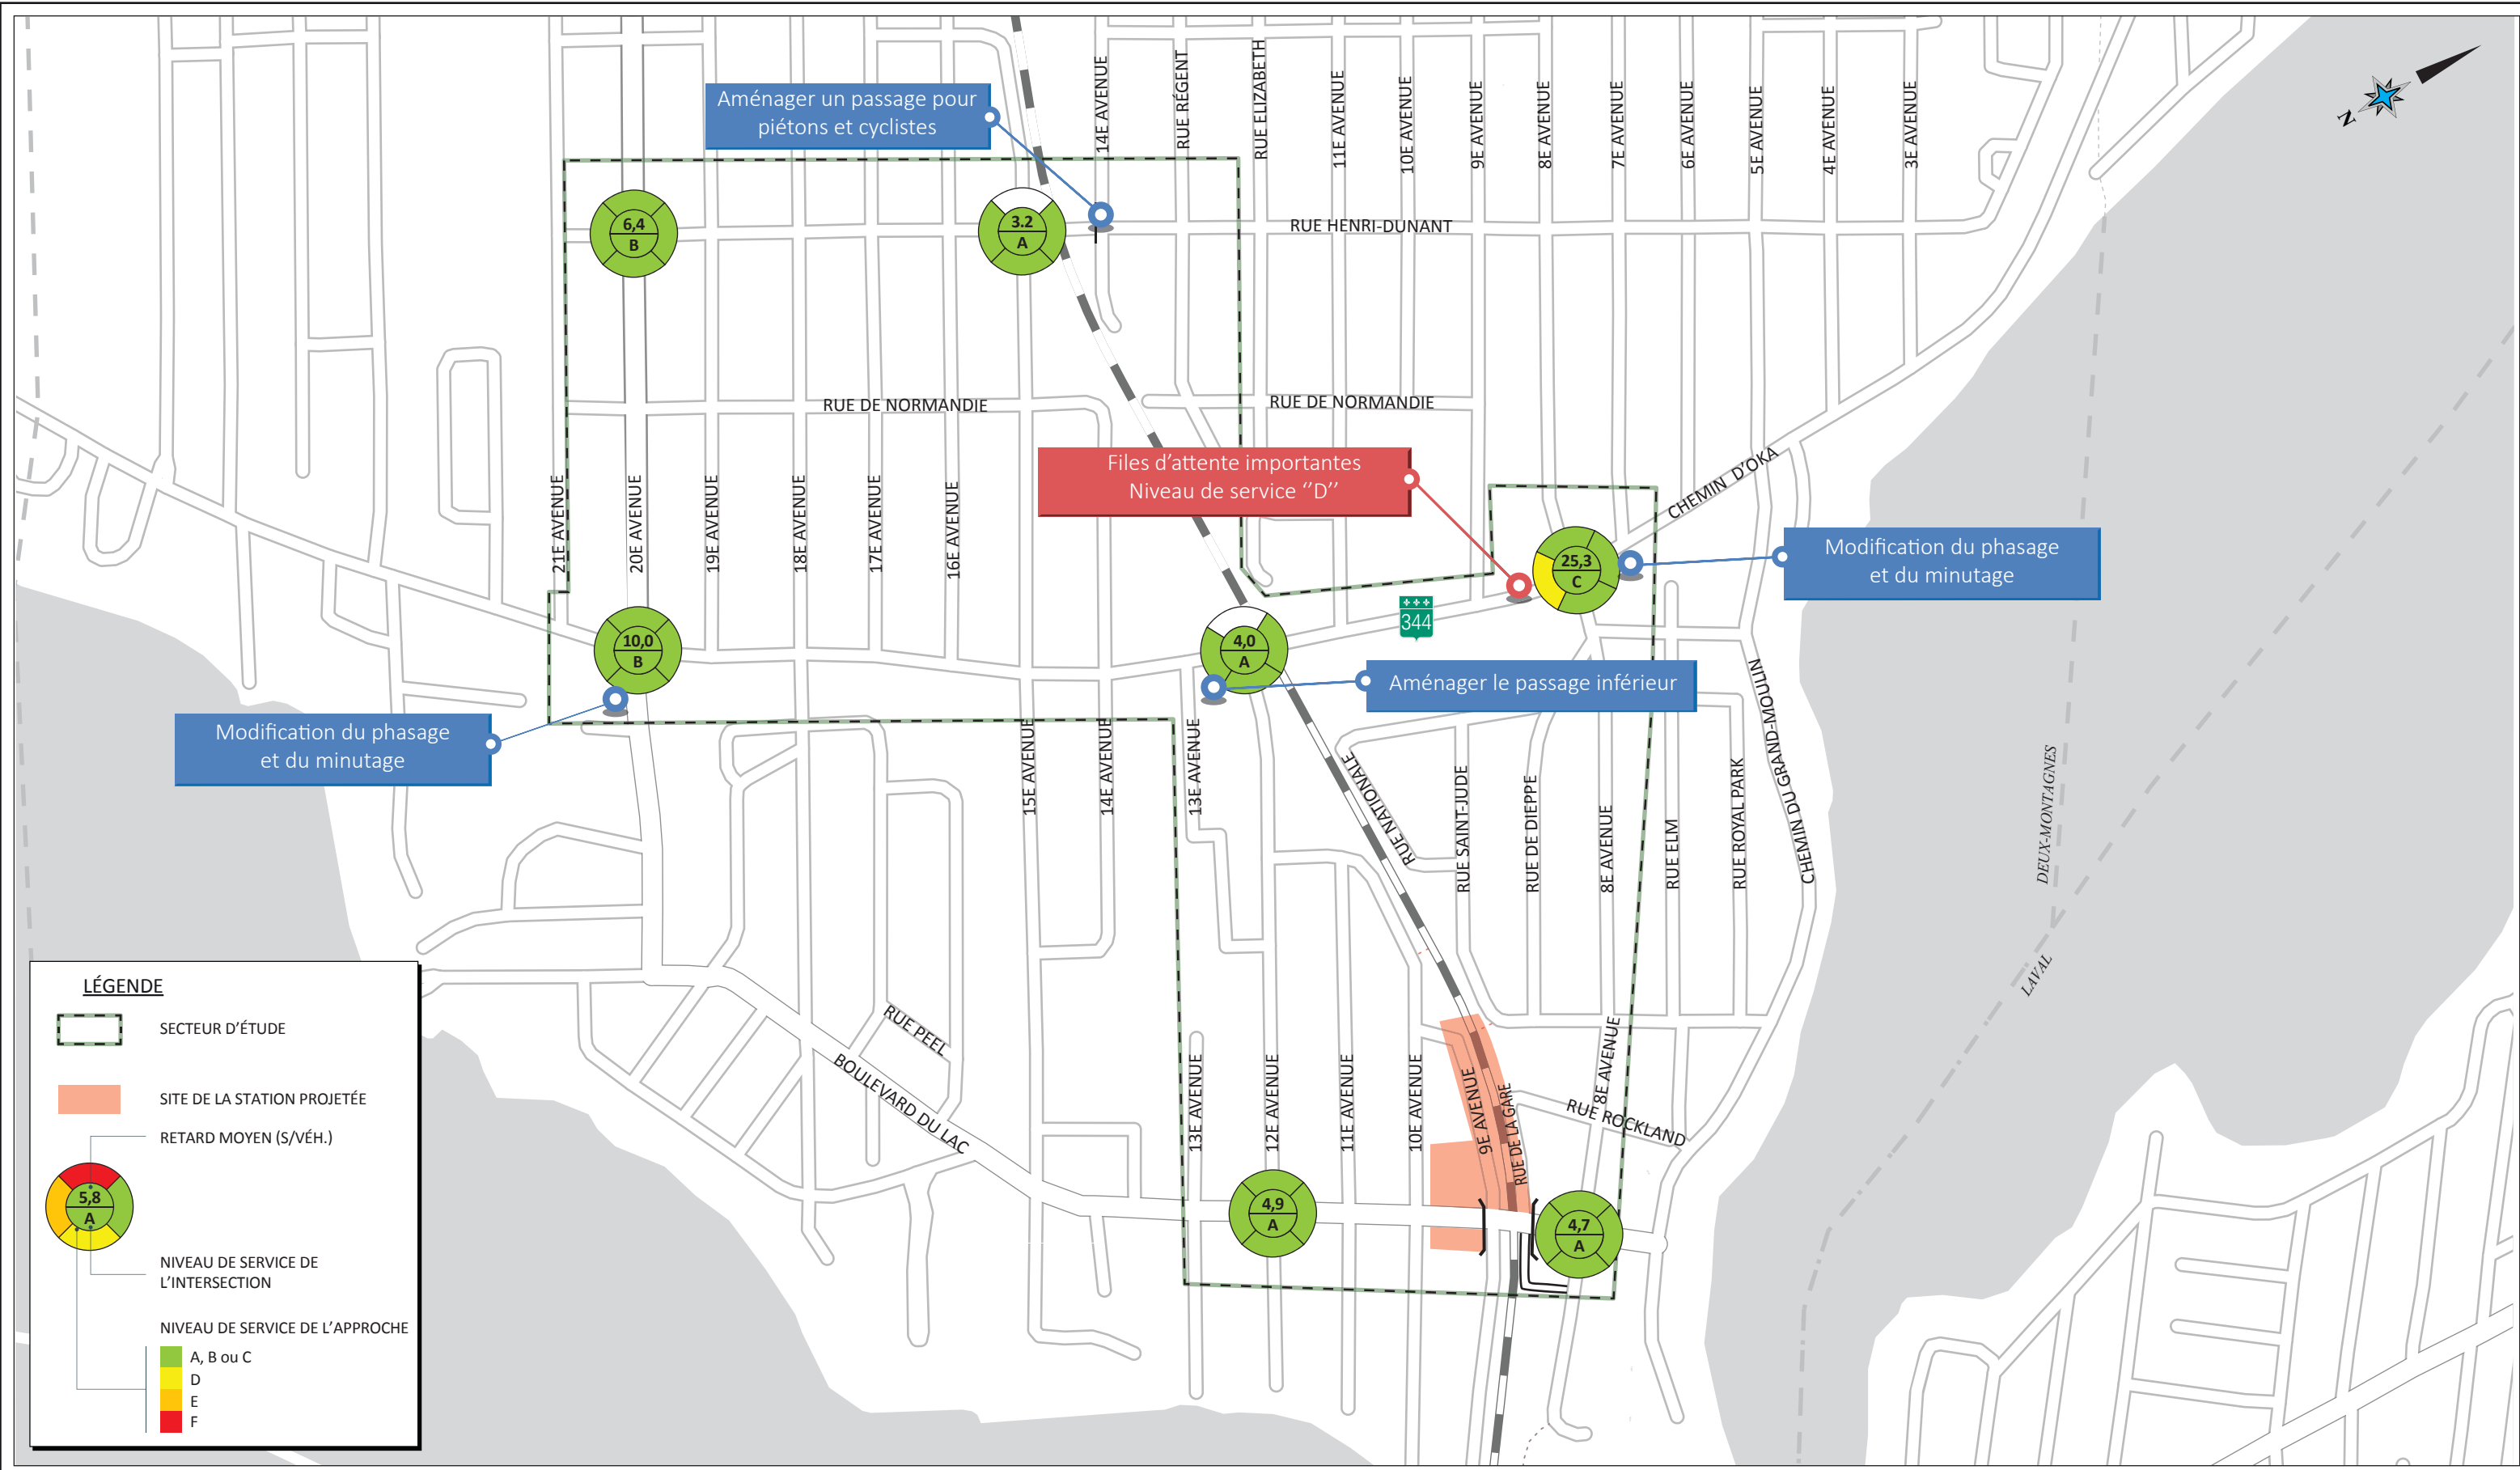 Aménager un passage pour
piétons et cyclistes
14E AVENUE
RUE RÉGENT
RUE ELIZABETH
11E AVENUE
10E AVENUE
9E AVENUE
8E AVENUE
7E AVENUE
6E AVENUE
5E AVENUE
4E AVENUE
3E AVENUE
N
6,4
B
3.2
A
RUE HENRI-DUNANT
RUE DE NORMANDIE
RUE DE NORMANDIE
Files d’attente importantes
Niveau de service ‘’D’’
CHEMIN D'OKA
21E AVENUE
20E AVENUE
19E AVENUE
18E AVENUE
17E AVENUE
16E AVENUE
25,3
C
Modification du phasage
et du minutage
344
10,0
B
4,0
A
Aménager le passage inférieur
Modification du phasage
et du minutage
15E AVENUE
14E AVENUE
13E AVENUE
RUE NATIONALE
RUE SAINT-JUDE
RUE DE DIEPPE
8E AVENUE
RUE ELM
RUE ROYAL PARK
CHEMIN DU GRAND-MOULIN
DEUX-MONTAGNES
LAVAL
RUE PEEL
BOULEVARD DU LAC
13E AVENUE
12E AVENUE
11E AVENUE
10E AVENUE
9E AVENUE
RUE DE LA GARE
8E AVENUE
RUE ROCKLAND
4,9
A
4,7
A
LÉGENDE
SECTEUR D’ÉTUDE
SITE DE LA STATION PROJETÉE
RETARD MOYEN (S/VÉH.)
5,8
A
NIVEAU DE SERVICE DE
L’INTERSECTION
NIVEAU DE SERVICE DE L’APPROCHE
A, B ou C
D
E
F